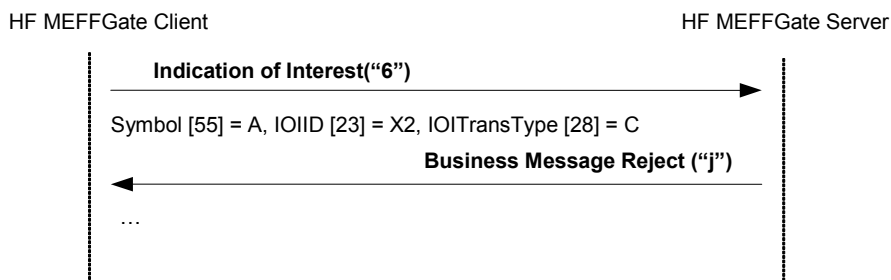 HF MEFFGate Client
HF MEFFGate Server
Indication of Interest(“6”)
Symbol [55] = A, IOIID [23] = X2, IOITransType [28] = C
Business Message Reject (“j”)
…